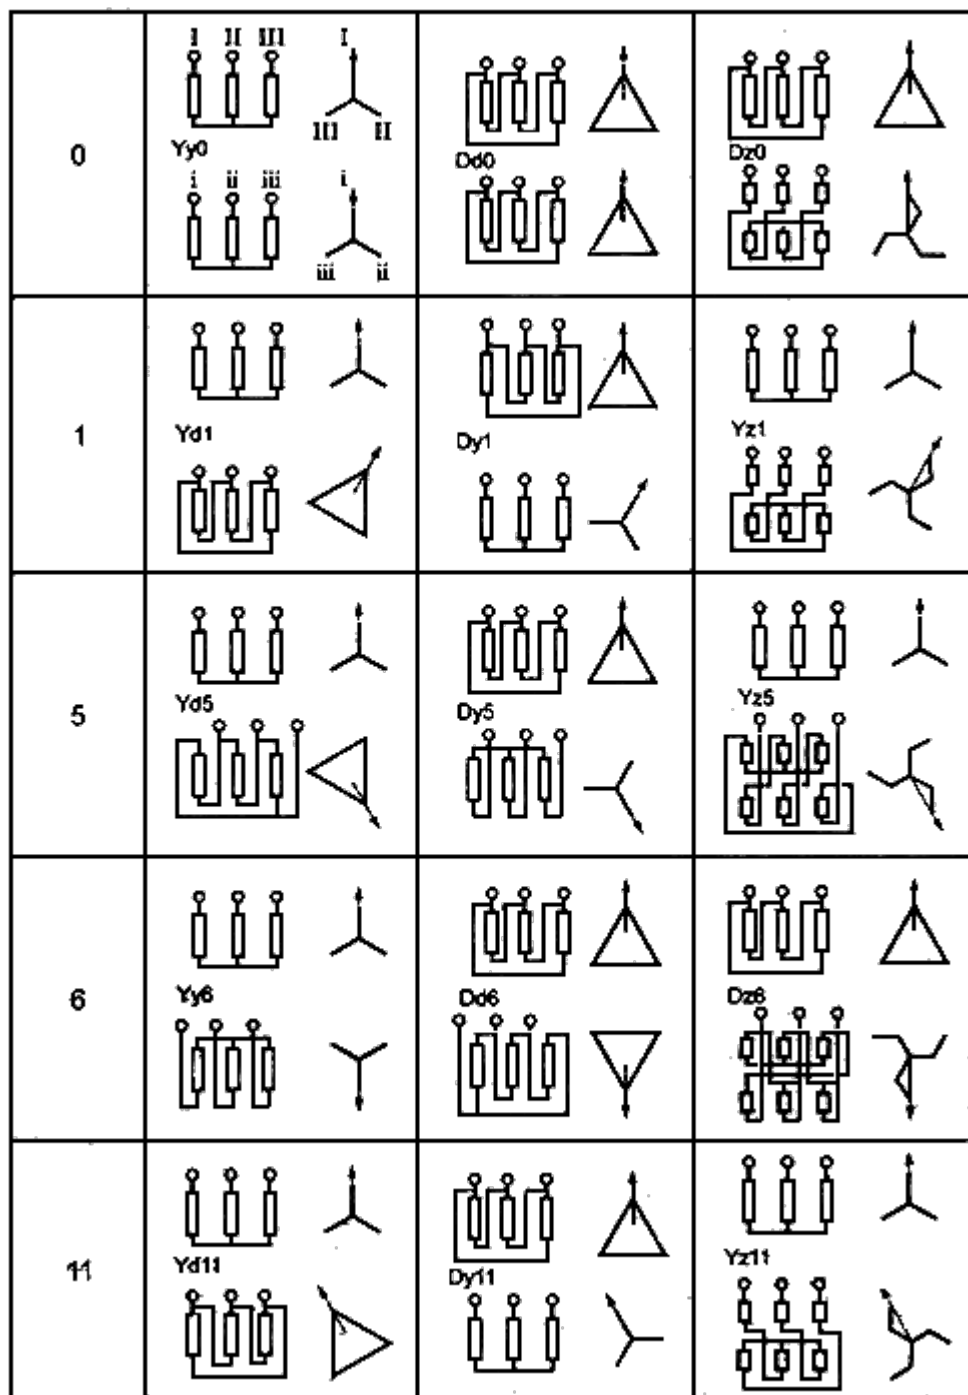 I II III I
III II
0
Yy0 Dd0 Dz0
i ii iii i
iii ii
1
Yd1 Dy1 Yz1
5
Yd5 Dy5 Yz5
6
Yy6 Dd6 Dz6
11
Yd11 Dy11 Yz11